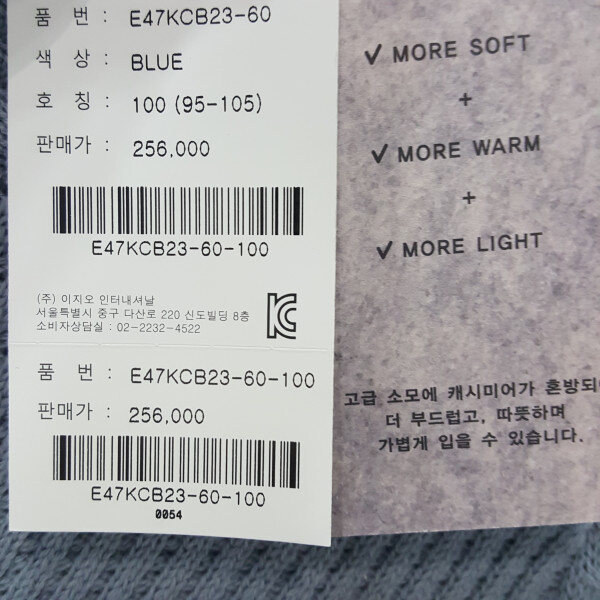 품 번 : E47KCB23-60
색 상 : BLUE
호 칭 : 100 (95-105)
판매가 : 256,000
E47KCB23-60-100
(주) 이지오 인터내셔날
서울특별시 중구 다산로 220 신도빌딩 8층
소비자상담실 : 02-2232-4522
품 번 : E47KCB23-60-100
판매가 : 256,000
E47KCB23-60-100
0054
✓ MORE SOFT
+
✓ MORE WARM
+
✓ MORE LIGHT
고급 소모에 캐시미어가 혼방되어
더 부드럽고, 따뜻하며
가볍게 입을 수 있습니다.